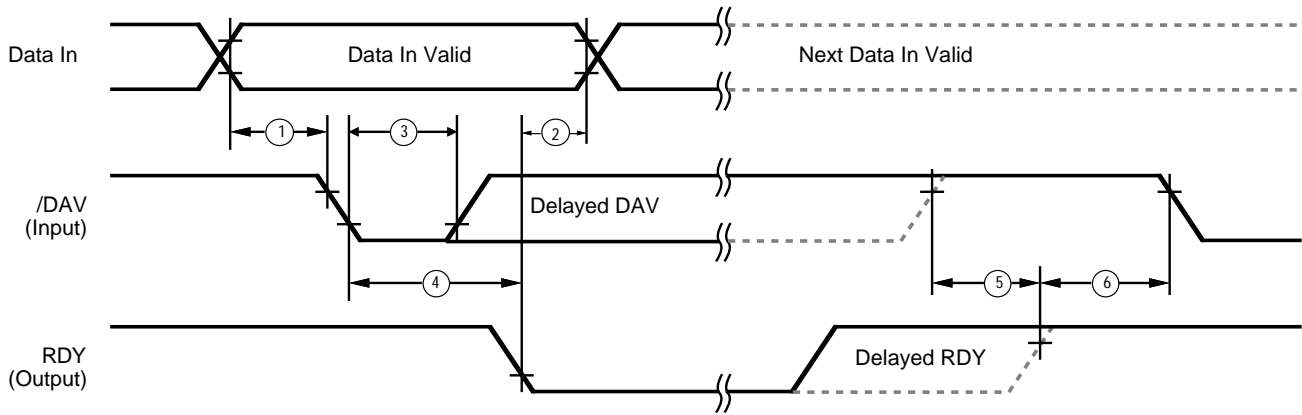 Data In
Data In Valid
Next Data In Valid
1
3
2
/DAV
(Input)
Delayed DAV
4
5
6
RDY
(Output)
Delayed RDY